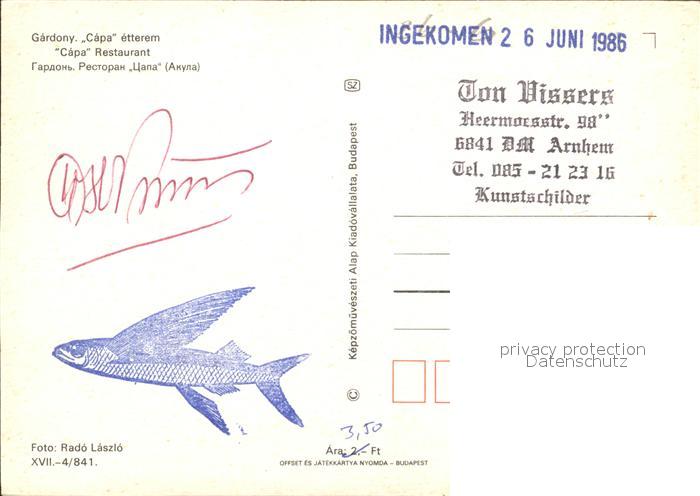 Gárdony. „Cápa” étterem
"Cápa" Restaurant
Гардонь. Ресторан „Цапа“ (Акула)
INGEKOMEN 2 6 JUNI 1986
SZ
Ton Vissers
Heermoesstr. 98"
6841 DM Arnhem
Tel. 085 - 21 23 16
Kunstschilder
© Képzőművészeti Alap Kiadóvállalata, Budapest
privacy protection
Datenschutz
3,50
Foto: Radó László
XVII.–4/841.
Ára: 2.- Ft
OFFSET ÉS JÁTÉKKÁRTYA NYOMDA – BUDAPEST